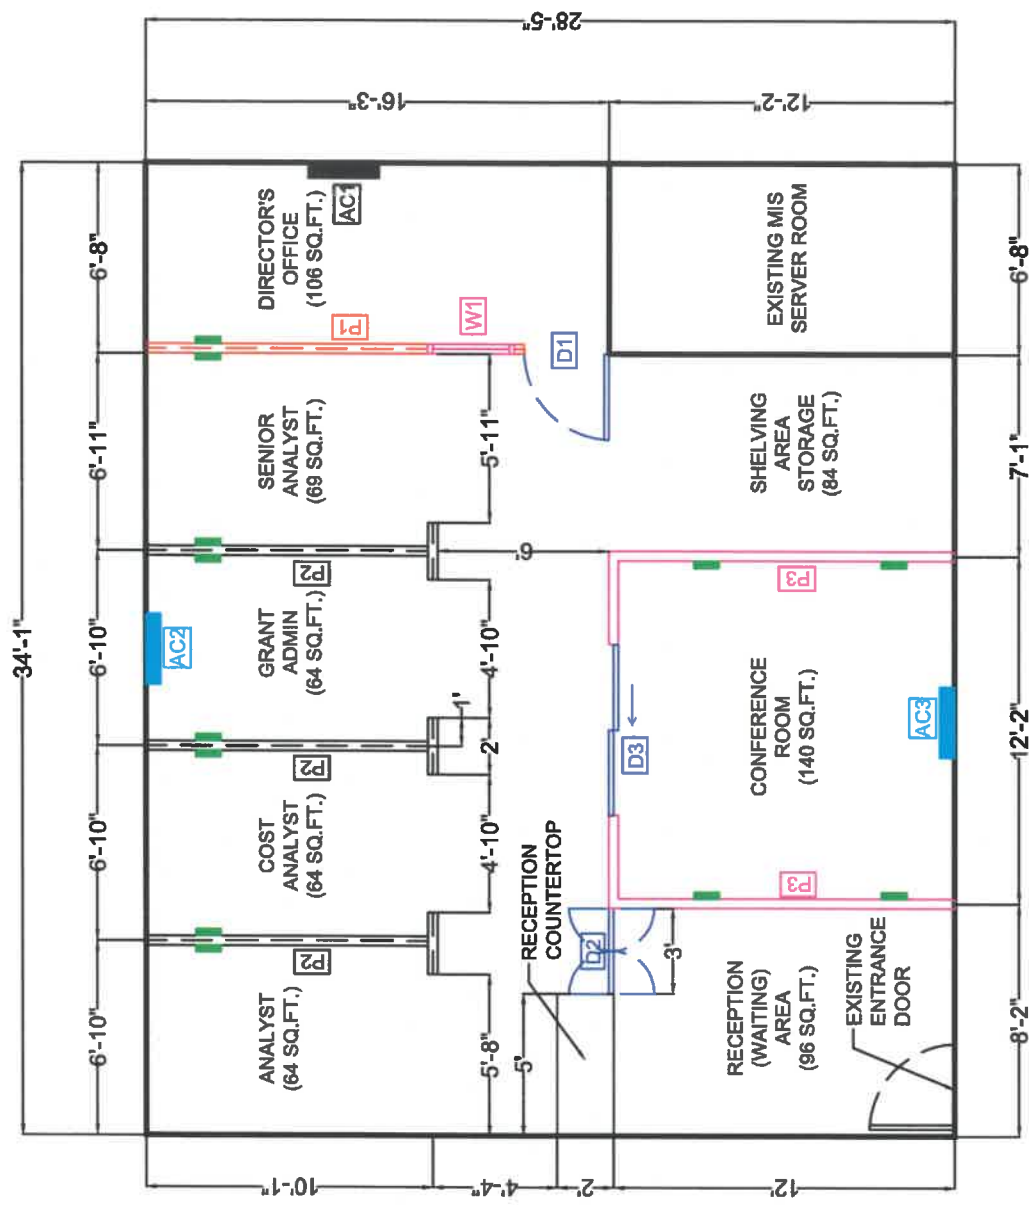 28'-5"
16'-3"
12'-2"
34'-1"
6'-8"
6'-11"
6'-10"
6'-10"
6'-10"
DIRECTOR'S
OFFICE
(106 SQ.FT.)
AC1
P1
W1
D1
EXISTING MIS
SERVER ROOM
6'-8"
SENIOR
ANALYST
(69 SQ.FT.)
5'-11"
SHELVING
AREA
STORAGE
(84 SQ.FT.)
7'-1"
P2
6'
P3
AC2
GRANT
ADMIN
(64 SQ.FT.)
4'-10"
1'
2'
P2
D3
CONFERENCE
ROOM
(140 SQ.FT.)
AC3
12'-2"
COST
ANALYST
(64 SQ.FT.)
4'-10"
RECEPTION
COUNTERTOP
P3
P2
D2
3'
ANALYST
(64 SQ.FT.)
5'-8"
5'
RECEPTION
(WAITING)
AREA
(96 SQ.FT.)
EXISTING
ENTRANCE
DOOR
8'-2"
10'-1"
4'-4"
2'
12'